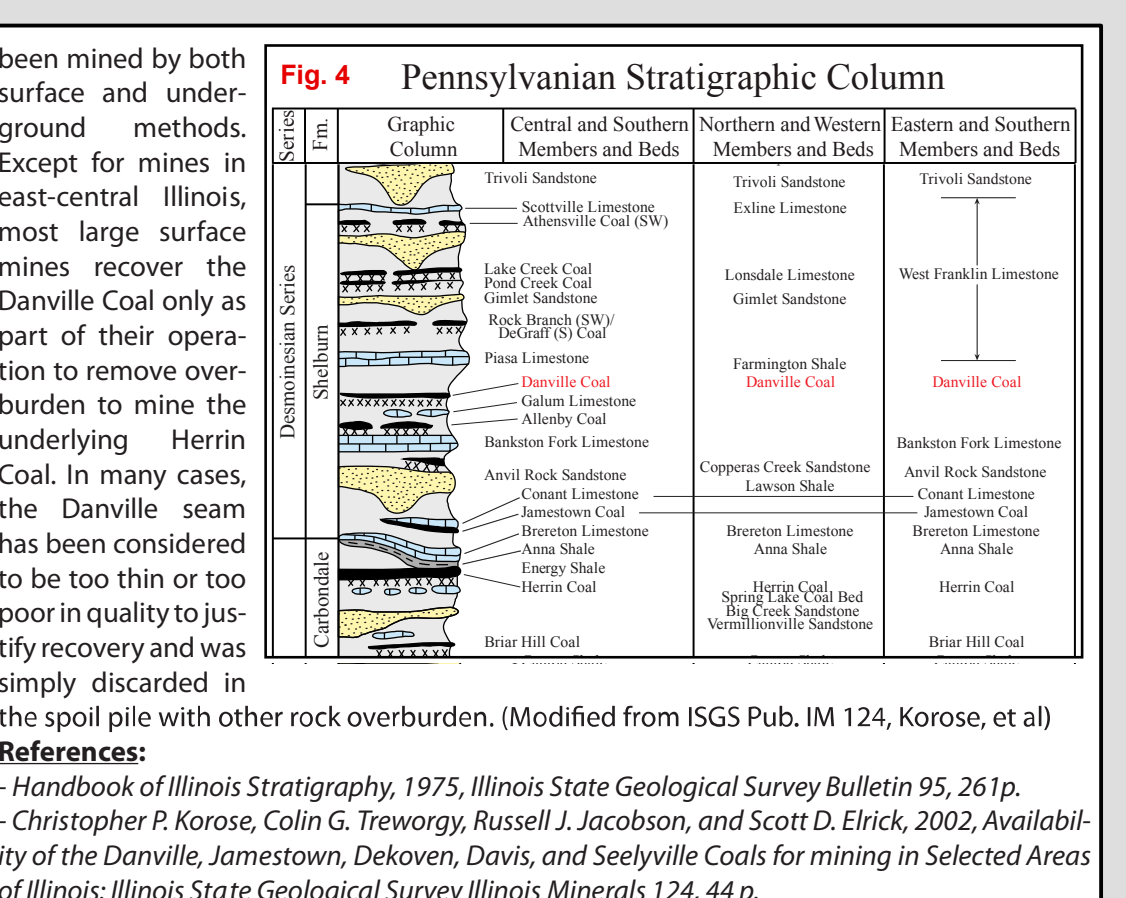 been mined by both
surface and under-
ground methods.
Except for mines in
east-central Illinois,
most large surface
mines recover the
Danville Coal only as
part of their opera-
tion to remove over-
burden to mine the
underlying Herrin
Coal. In many cases,
the Danville seam
has been considered
to be too thin or too
poor in quality to jus-
tify recovery and was
simply discarded in
the spoil pile with other rock overburden. (Modified from ISGS Pub. IM 124, Korose, et al)
Fig. 4 Pennsylvanian Stratigraphic Column
Series
Fm.
Graphic
Column
Central and Southern
Members and Beds
Northern and Western
Members and Beds
Eastern and Southern
Members and Beds
Desmoinesian Series
Shelburn
Carbondale
Trivoli Sandstone
Scottville Limestone
Athensville Coal (SW)
Lake Creek Coal
Pond Creek Coal
Gimlet Sandstone
Rock Branch (SW)/
DeGraff (S) Coal
Piasa Limestone
Danville Coal
Galum Limestone
Allenby Coal
Bankston Fork Limestone
Anvil Rock Sandstone
Conant Limestone
Jamestown Coal
Brereton Limestone
Anna Shale
Energy Shale
Herrin Coal
Briar Hill Coal
Trivoli Sandstone
Exline Limestone
Lonsdale Limestone
Gimlet Sandstone
Farmington Shale
Danville Coal
Copperas Creek Sandstone
Lawson Shale
Brereton Limestone
Anna Shale
Herrin Coal
Spring Lake Coal Bed
Big Creek Sandstone
Vermillionville Sandstone
Trivoli Sandstone
West Franklin Limestone
Danville Coal
Bankston Fork Limestone
Anvil Rock Sandstone
Conant Limestone
Jamestown Coal
Brereton Limestone
Anna Shale
Herrin Coal
Briar Hill Coal
References:
- Handbook of Illinois Stratigraphy, 1975, Illinois State Geological Survey Bulletin 95, 261p.
- Christopher P. Korose, Colin G. Treworgy, Russell J. Jacobson, and Scott D. Elrick, 2002, Availabil-
ity of the Danville, Jamestown, Dekoven, Davis, and Seelyville Coals for mining in Selected Areas
of Illinois: Illinois State Geological Survey Illinois Minerals 124, 44 p.